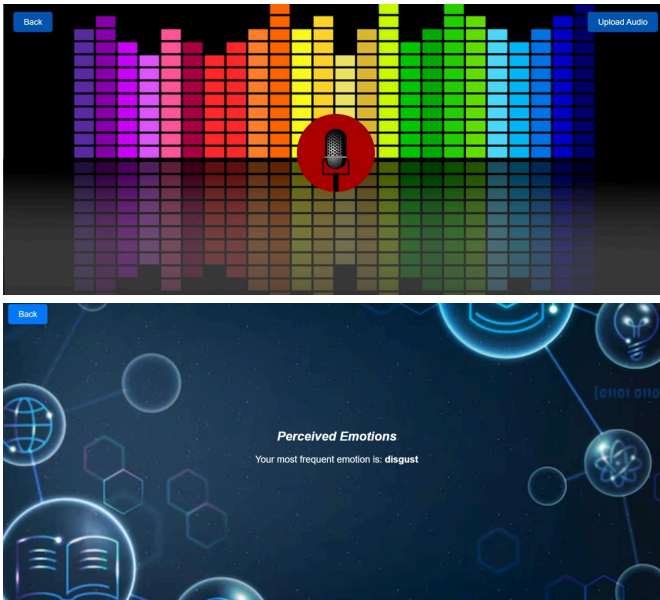 Back
Upload Audio
Back
Perceived Emotions
Your most frequent emotion is: disgust